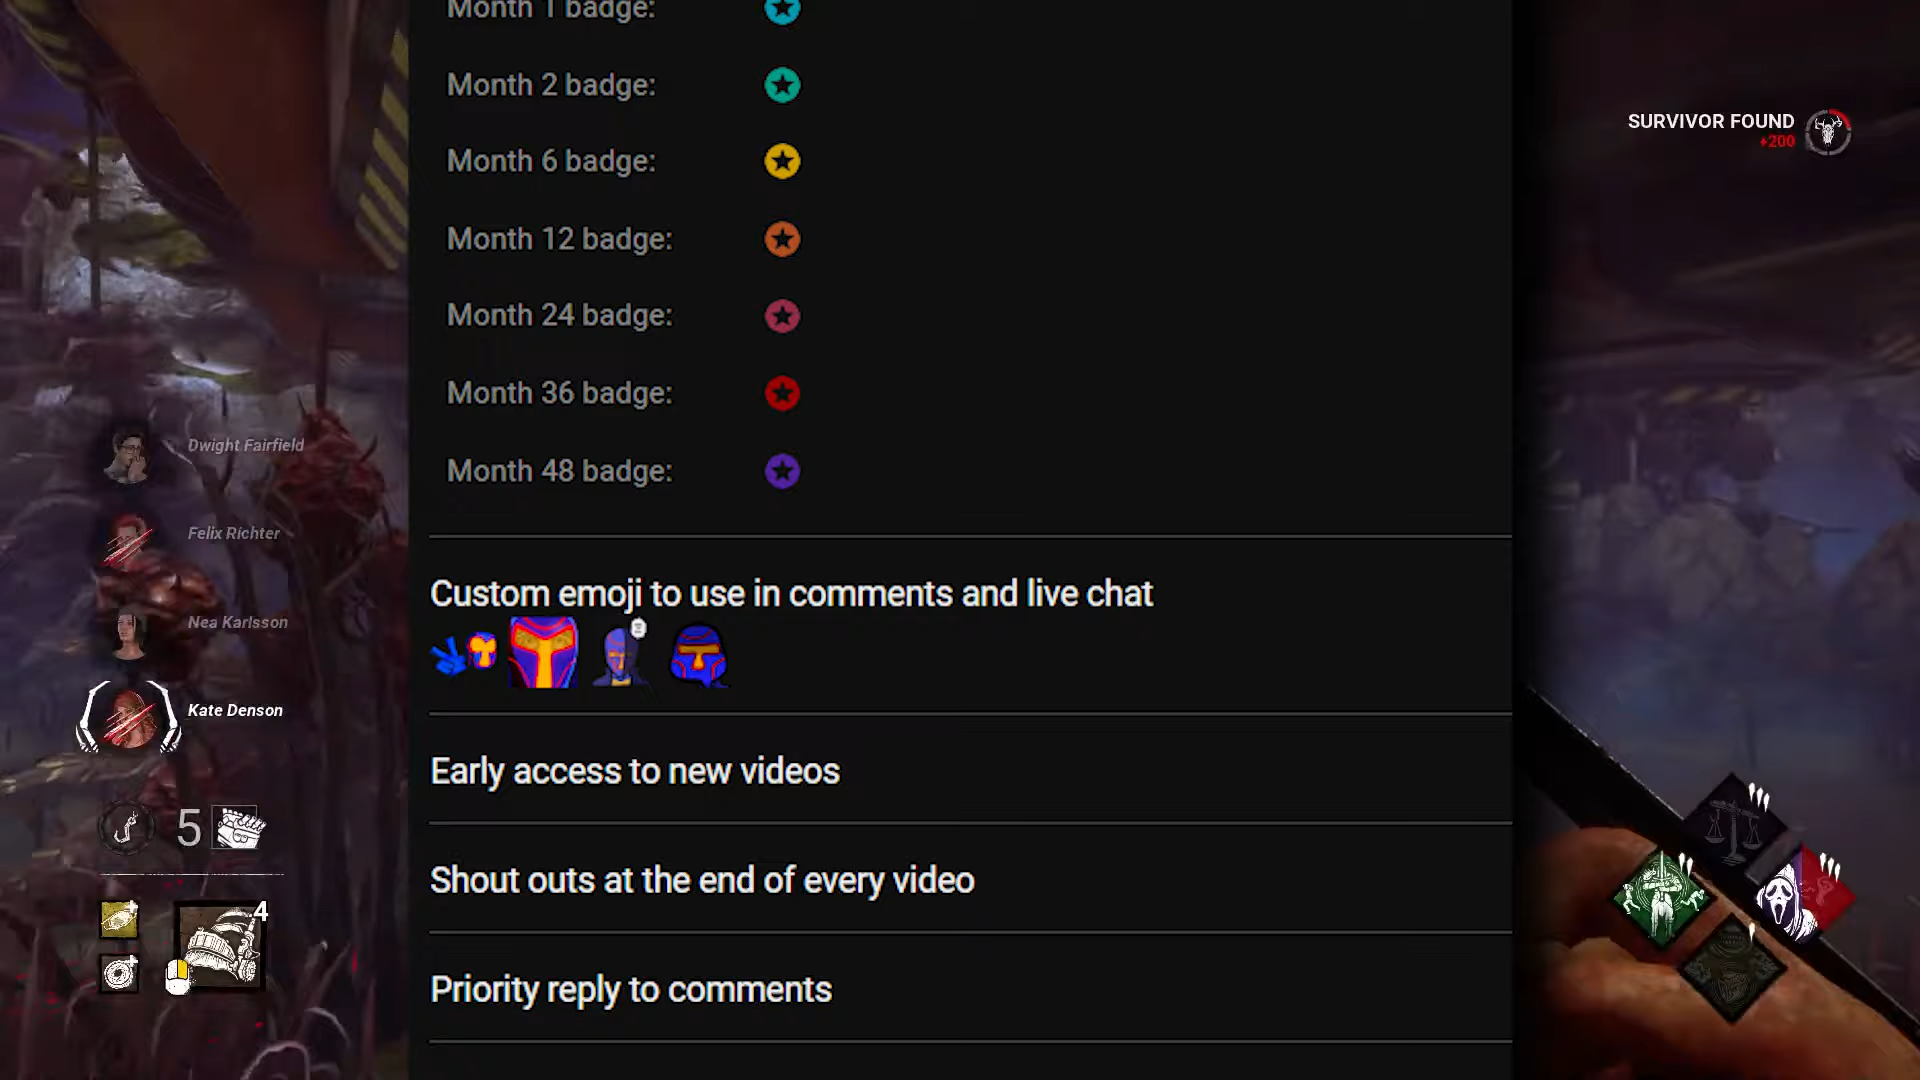 Month 1 badge:
Month 2 badge:
Month 6 badge:
Month 12 badge:
Month 24 badge:
Month 36 badge:
Month 48 badge:
Custom emoji to use in comments and live chat
Early access to new videos
Shout outs at the end of every video
Priority reply to comments
SURVIVOR FOUND
+200
Dwight Fairfield
Felix Richter
Nea Karlsson
Kate Denson
5
4